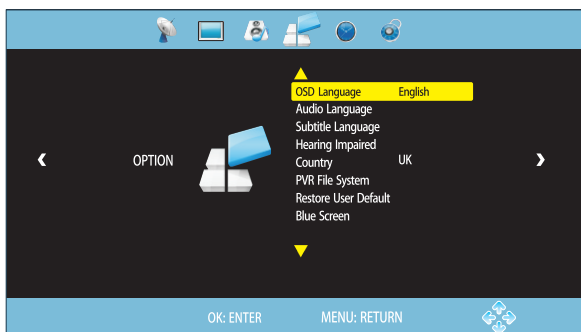 OPTION
OSD Language English
Audio Language
Subtitle Language
Hearing Impaired
Country UK
PVR File System
Restore User Default
Blue Screen
OK: ENTER MENU: RETURN